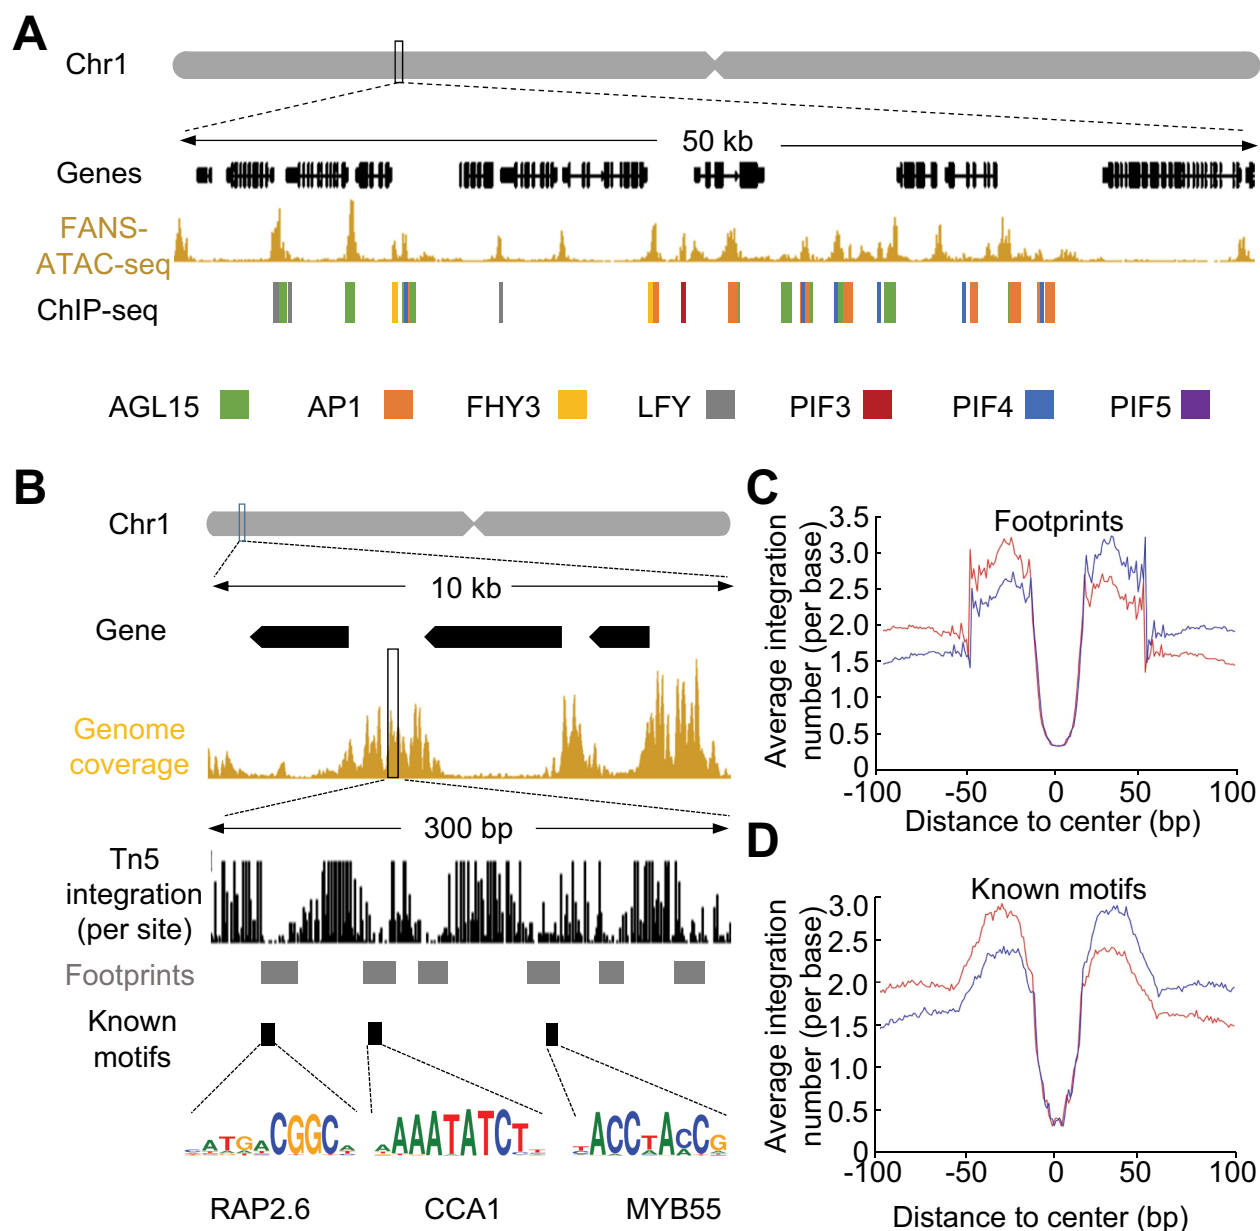 A
Chr1
50 kb
Genes
FANS-
ATAC-seq
ChIP-seq
AGL15
AP1
FHY3
LFY
PIF3
PIF4
PIF5
B
Chr1
10 kb
Gene
Genome
coverage
300 bp
Tn5
integration
(per site)
Footprints
Known
motifs
CATGACGGCA
AAAATATCT
TACCTACCG
RAP2.6
CCA1
MYB55
C
Footprints
Average integration
number (per base)
3.5
3.0
2.5
2.0
1.5
1.0
0.5
0
-100
-50
0
50
100
Distance to center (bp)
D
Known motifs
Average integration
number (per base)
3.0
2.5
2.0
1.5
1.0
0.5
0
-100
-50
0
50
100
Distance to center (bp)